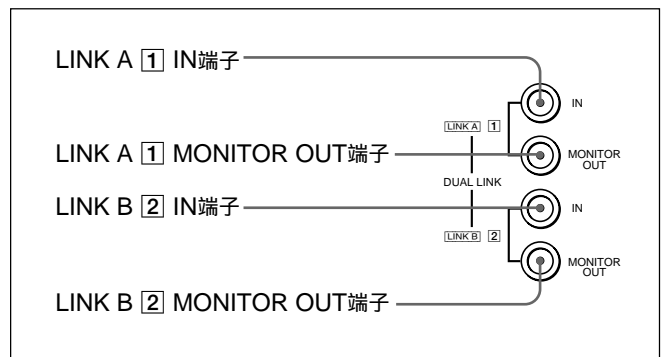 LINK A 1 IN端子
IN
LINK A 1
LINK A 1 MONITOR OUT端子
MONITOR
OUT
DUAL LINK
LINK B 2 IN端子
IN
LINK B 2
MONITOR
OUT
LINK B 2 MONITOR OUT端子